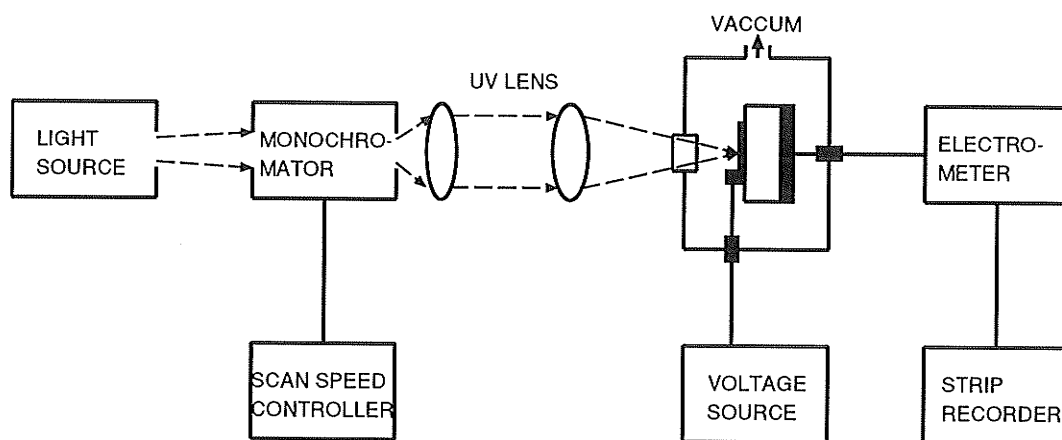 VACCUM
UV LENS
LIGHT
SOURCE
MONOCHRO-
MATOR
ELECTRO-
METER
SCAN SPEED
CONTROLLER
VOLTAGE
SOURCE
STRIP
RECORDER